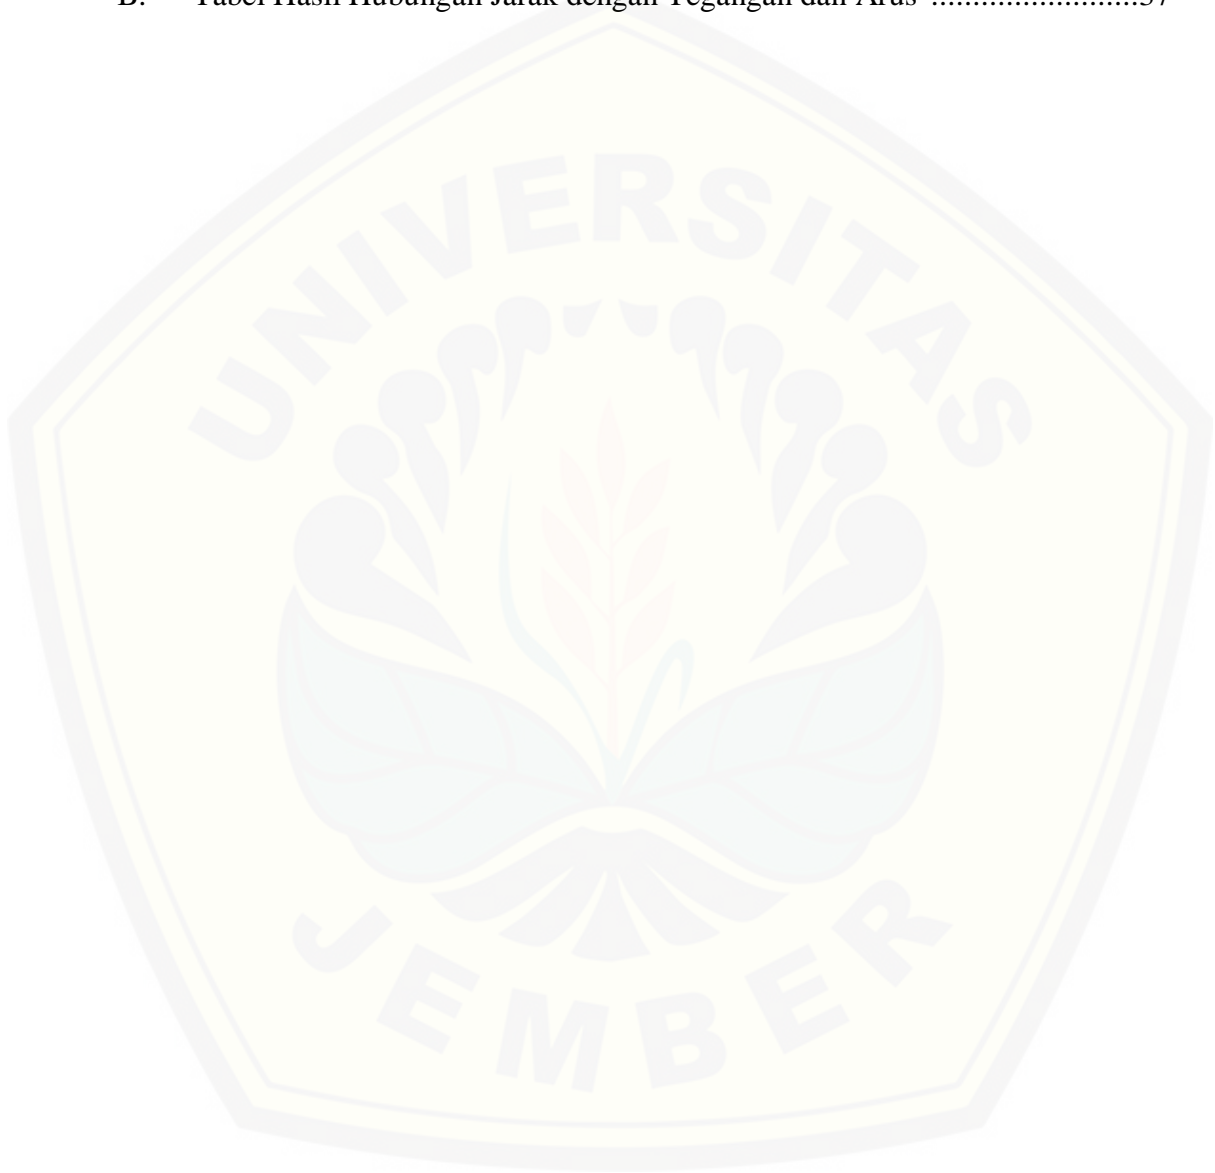 B. Tabel Hasil Hubungan Jarak dengan Tegangan dan Arus .........................37
UNIVERSITAS
JEMBER